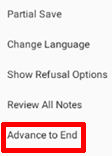 Partial Save
Change Language
Show Refusal Options
Review All Notes
Advance to End